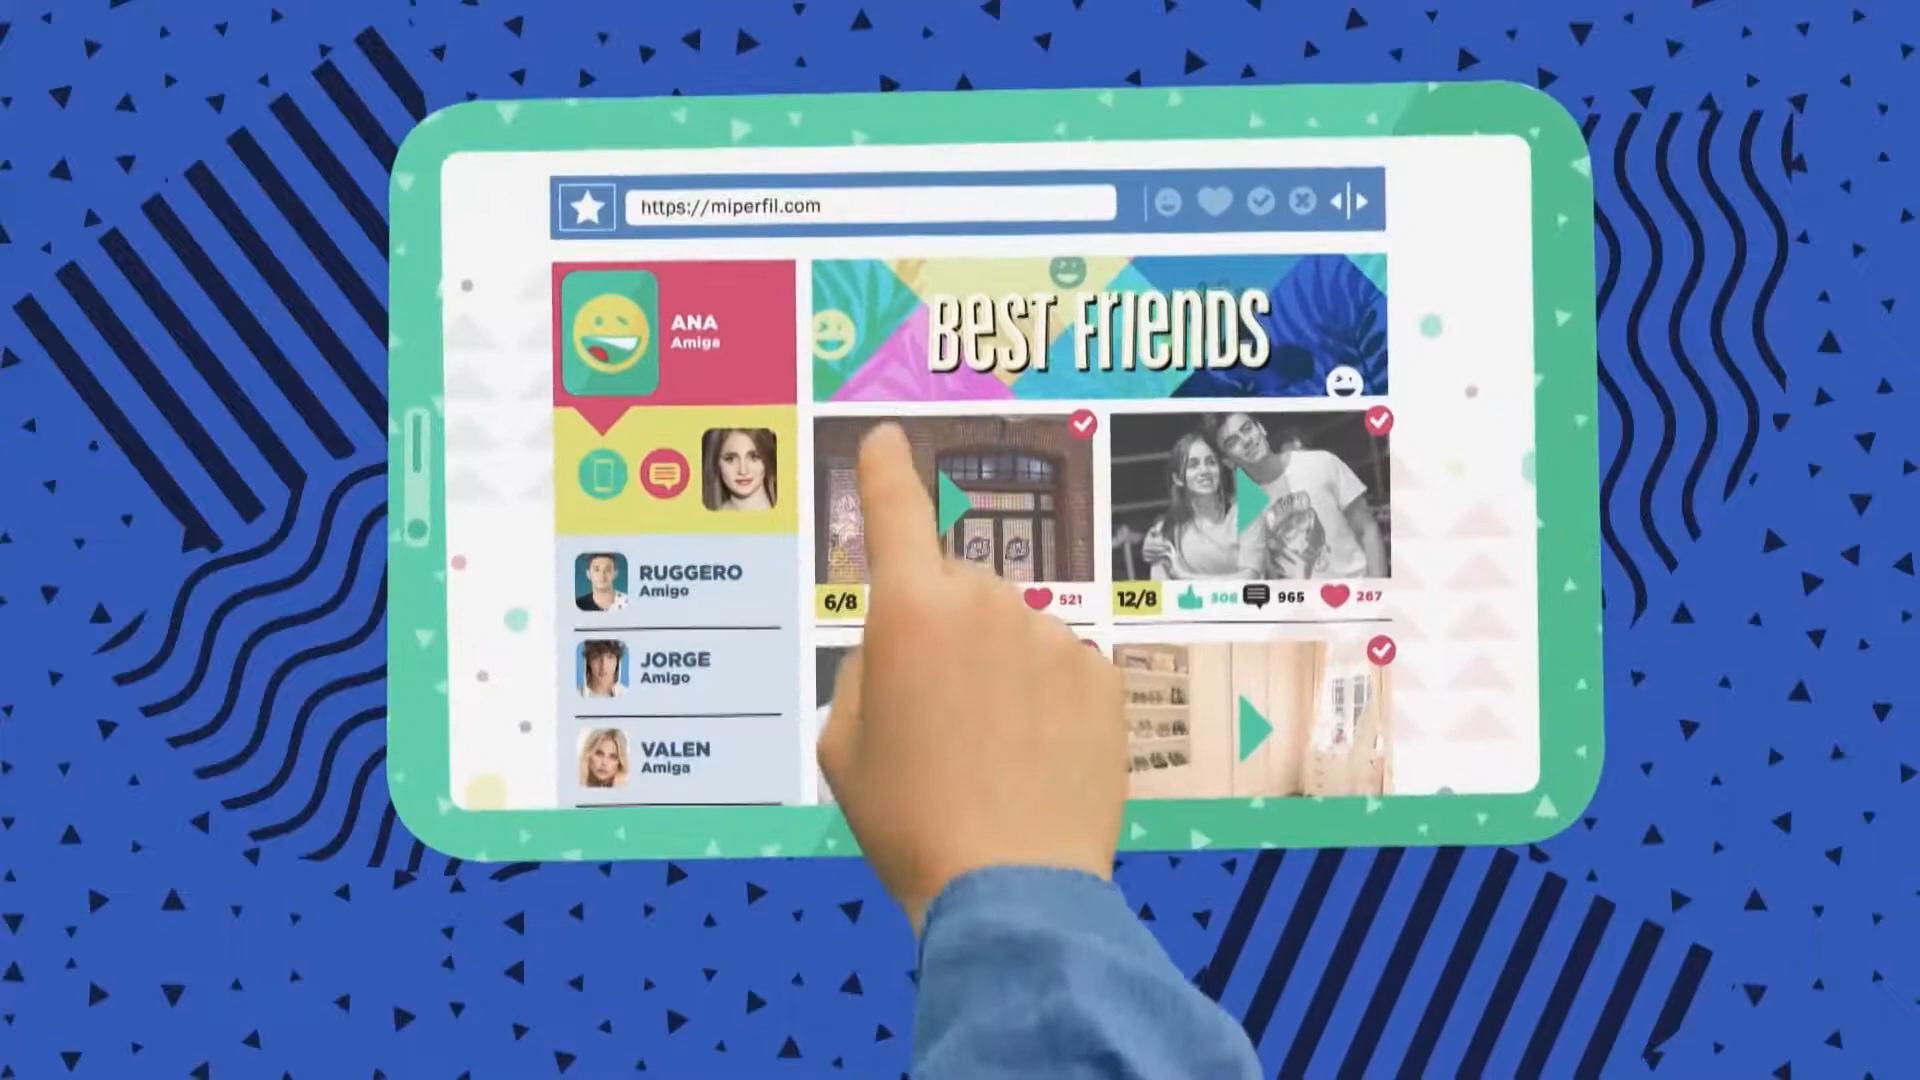 https://miperfil.com
ANA
Amiga
BEST FRIENDS
RUGGERO
Amigo
JORGE
Amigo
VALEN
Amiga
6/8
521
12/8
308
965
267